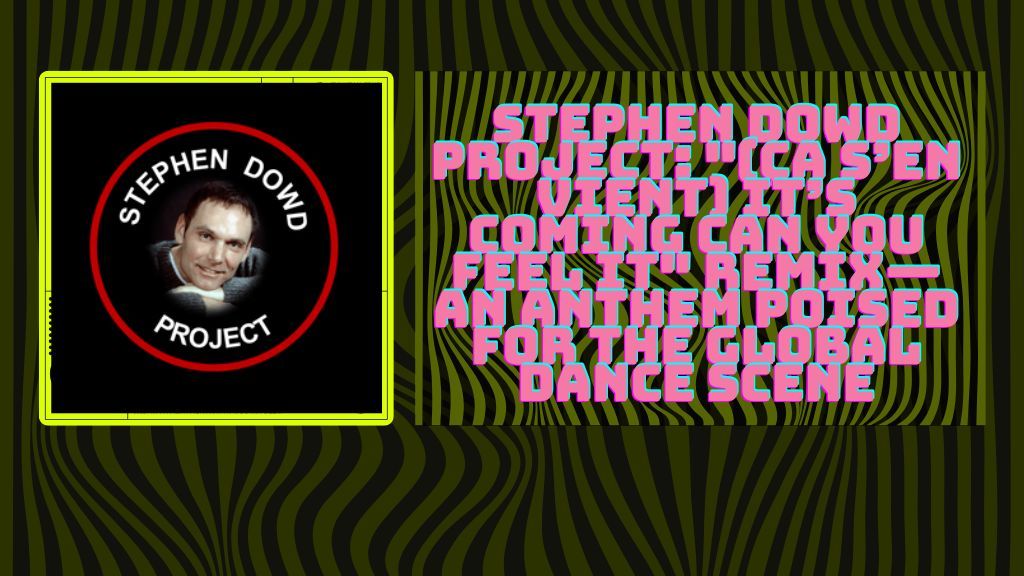 STEPHEN DOWD
PROJECT
STEPHEN DOWD
PROJECT: "(CA S'EN
VIENT) IT'S
COMING CAN YOU
FEEL IT" REMIX—
AN ANTHEM POISED
FOR THE GLOBAL
DANCE SCENE